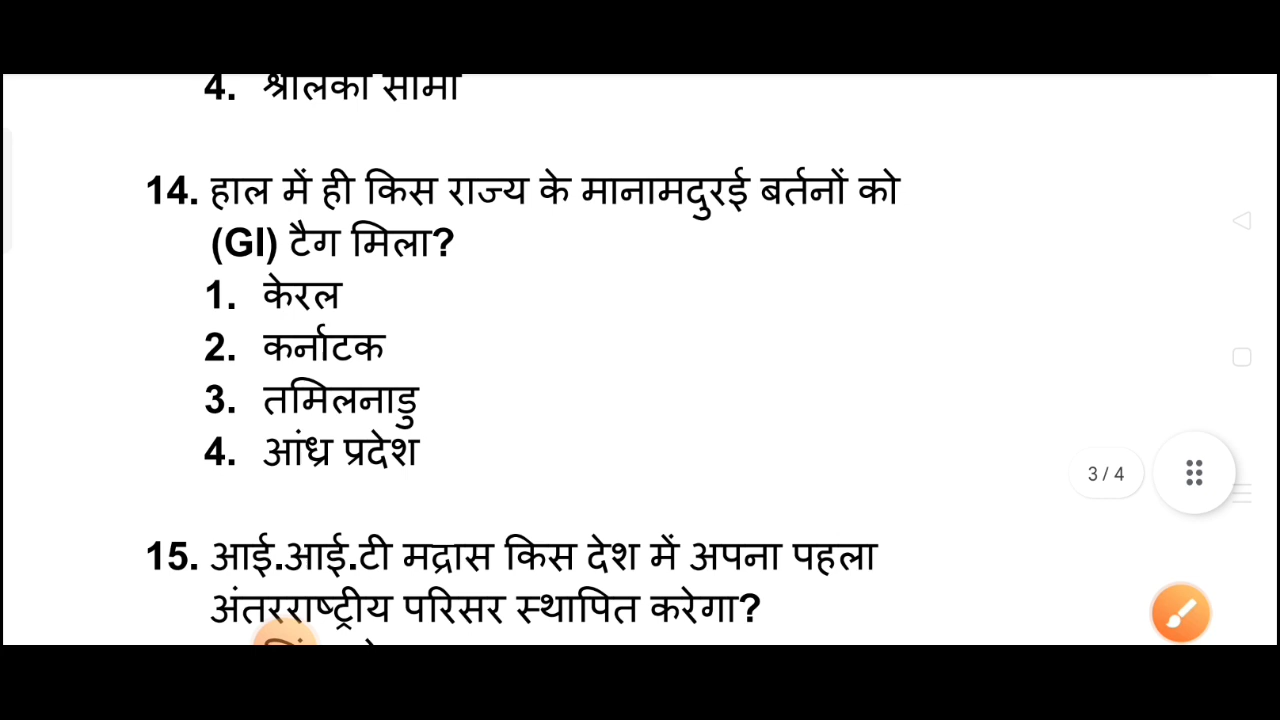 4. श्रीलंका सीमा
14. हाल में ही किस राज्य के मानामदुरई बर्तनों को
(GI) टैग मिला?
1. केरल
2. कर्नाटक
3. तमिलनाडु
4. आंध्र प्रदेश
3 / 4
15. आई.आई.टी मद्रास किस देश में अपना पहला
अंतरराष्ट्रीय परिसर स्थापित करेगा?